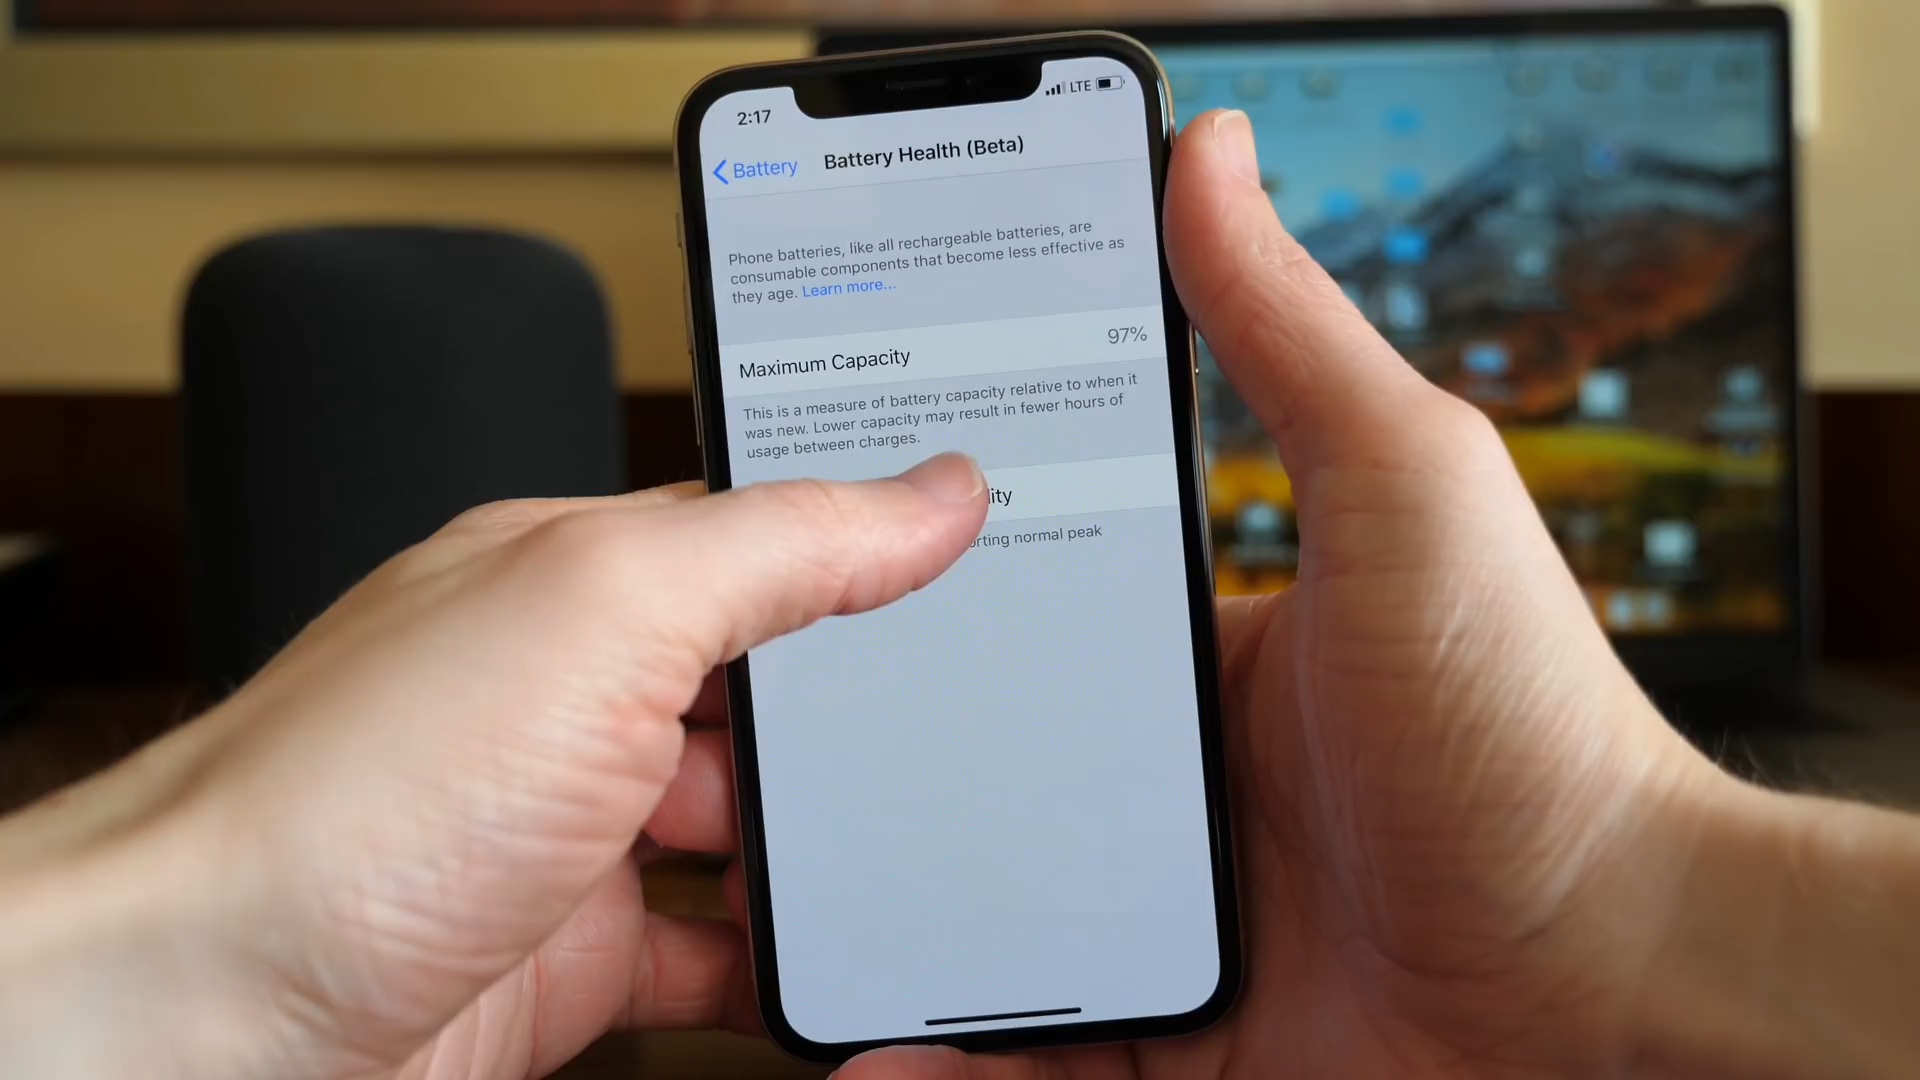 2:17
LTE
Battery
Battery Health (Beta)
Phone batteries, like all rechargeable batteries, are
consumable components that become less effective as
they age. Learn more...
Maximum Capacity 97%
This is a measure of battery capacity relative to when it
was new. Lower capacity may result in fewer hours of
usage between charges.
lity
orting normal peak